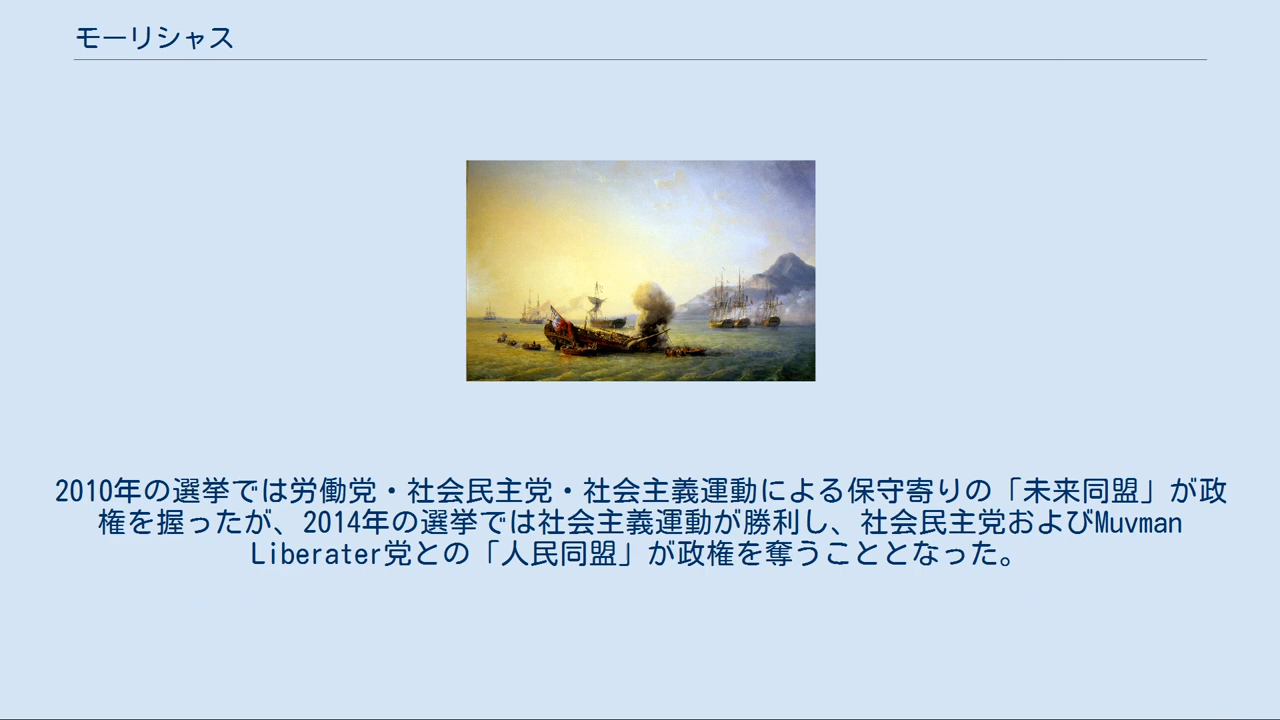 モーリシャス
2010年の選挙では労働党・社会民主党・社会主義運動による保守寄りの「未来同盟」が政
権を握ったが、2014年の選挙では社会主義運動が勝利し、社会民主党およびMuvman
Liberater党との「人民同盟」が政権を奪うこととなった。